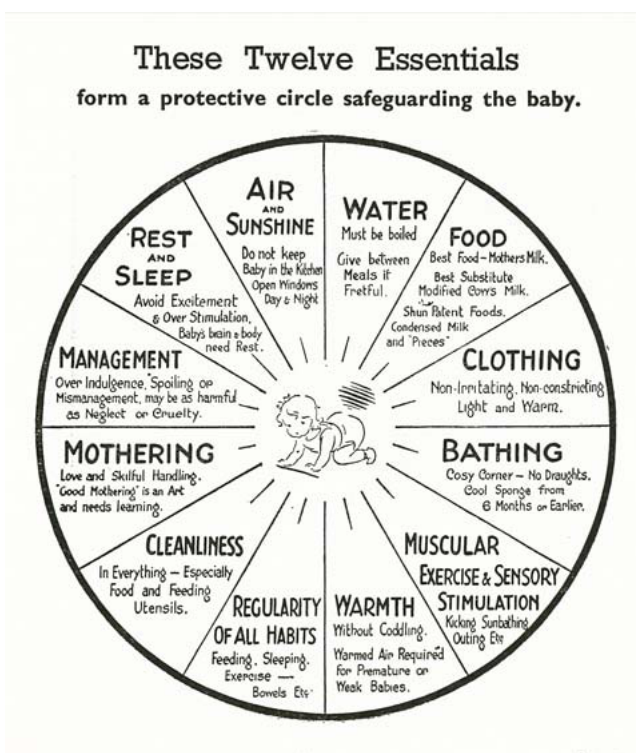 These Twelve Essentials
form a protective circle safeguarding the baby.
AIR
AND
SUNSHINE
Do not keep
Baby in the Kitchen
Open Windows
Day & Night
WATER
Must be boiled
Give between
Meals if
Fretful.
FOOD
Best Food - Mothers Milk.
Best Substitute
Modified Cows Milk.
Shun Patent Foods.
Condensed Milk
and "Pieces"
CLOTHING
Non-Irritating, Non-constricting
Light and Warm.
BATHING
Cosy Corner - No Draughts.
Cool Sponge from
6 Months or Earlier.
MUSCULAR
EXERCISE & SENSORY
STIMULATION
Kicking Sunbathing
Outing Etc
WARMTH
Without Coddling.
Warmed Air Required
for Premature or
Weak Babies.
REGULARITY
OF ALL HABITS
Feeding. Sleeping.
Exercise —
Bowels Etc.
CLEANLINESS
In Everything — Especially
Food and Feeding
Utensils.
MOTHERING
Love and Skilful Handling.
"Good Mothering" is an Art
and needs learning.
MANAGEMENT
Over Indulgence, Spoiling or
Mismanagement, may be as harmful
as Neglect or Cruelty.
REST
AND
SLEEP
Avoid Excitement
& Over Stimulation,
Baby's brain & body
need Rest.